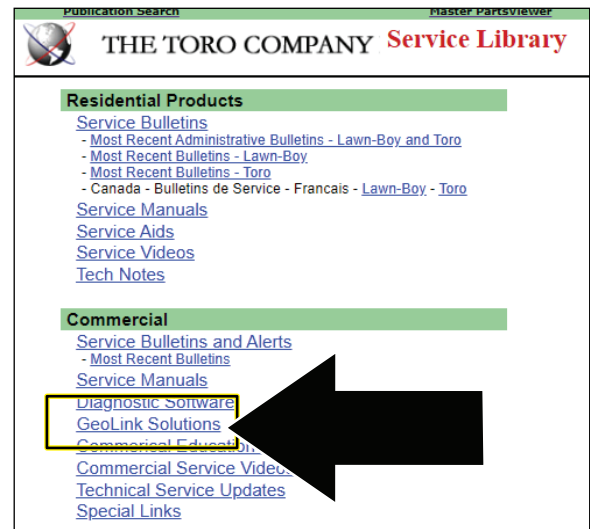 Publication Search Master PartsViewer
THE TORO COMPANY Service Library
Residential Products
Service Bulletins
- Most Recent Administrative Bulletins - Lawn-Boy and Toro
- Most Recent Bulletins - Lawn-Boy
- Most Recent Bulletins - Toro
- Canada - Bulletins de Service - Francais - Lawn-Boy - Toro
Service Manuals
Service Aids
Service Videos
Tech Notes
Commercial
Service Bulletins and Alerts
- Most Recent Bulletins
Service Manuals
Diagnostic Software
GeoLink Solutions
Commerical Education
Commercial Service Videos
Technical Service Updates
Special Links